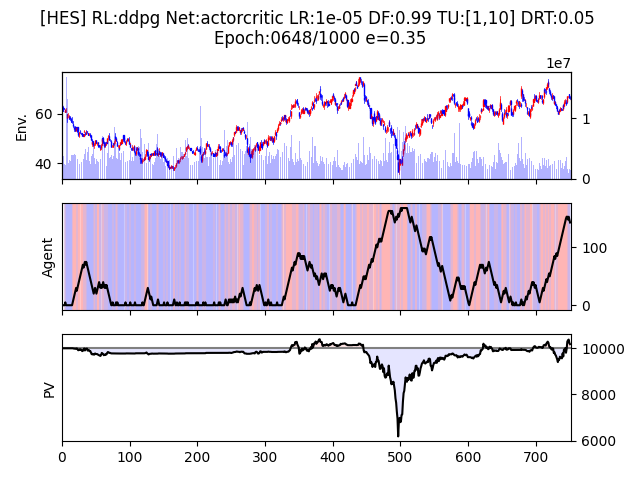 [HES] RL:ddpg Net:actorcritic LR:1e-05 DF:0.99 TU:[1,10] DRT:0.05
Epoch:0648/1000 e=0.35
1e7
Env.
60
40
1
0
Agent
100
0
PV
10000
8000
6000
0 100 200 300 400 500 600 700